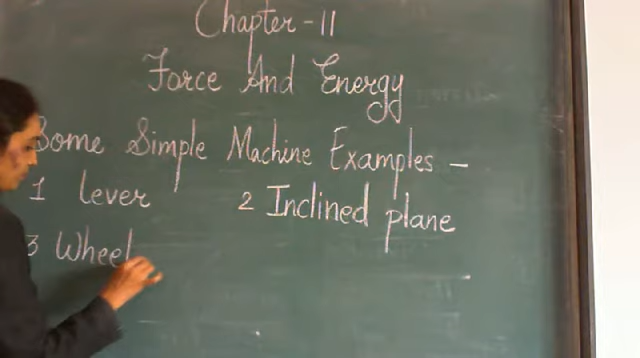 Chapter-11
Force And Energy
Some Simple Machine Examples -
1 lever 2 Inclined plane
3 Wheel